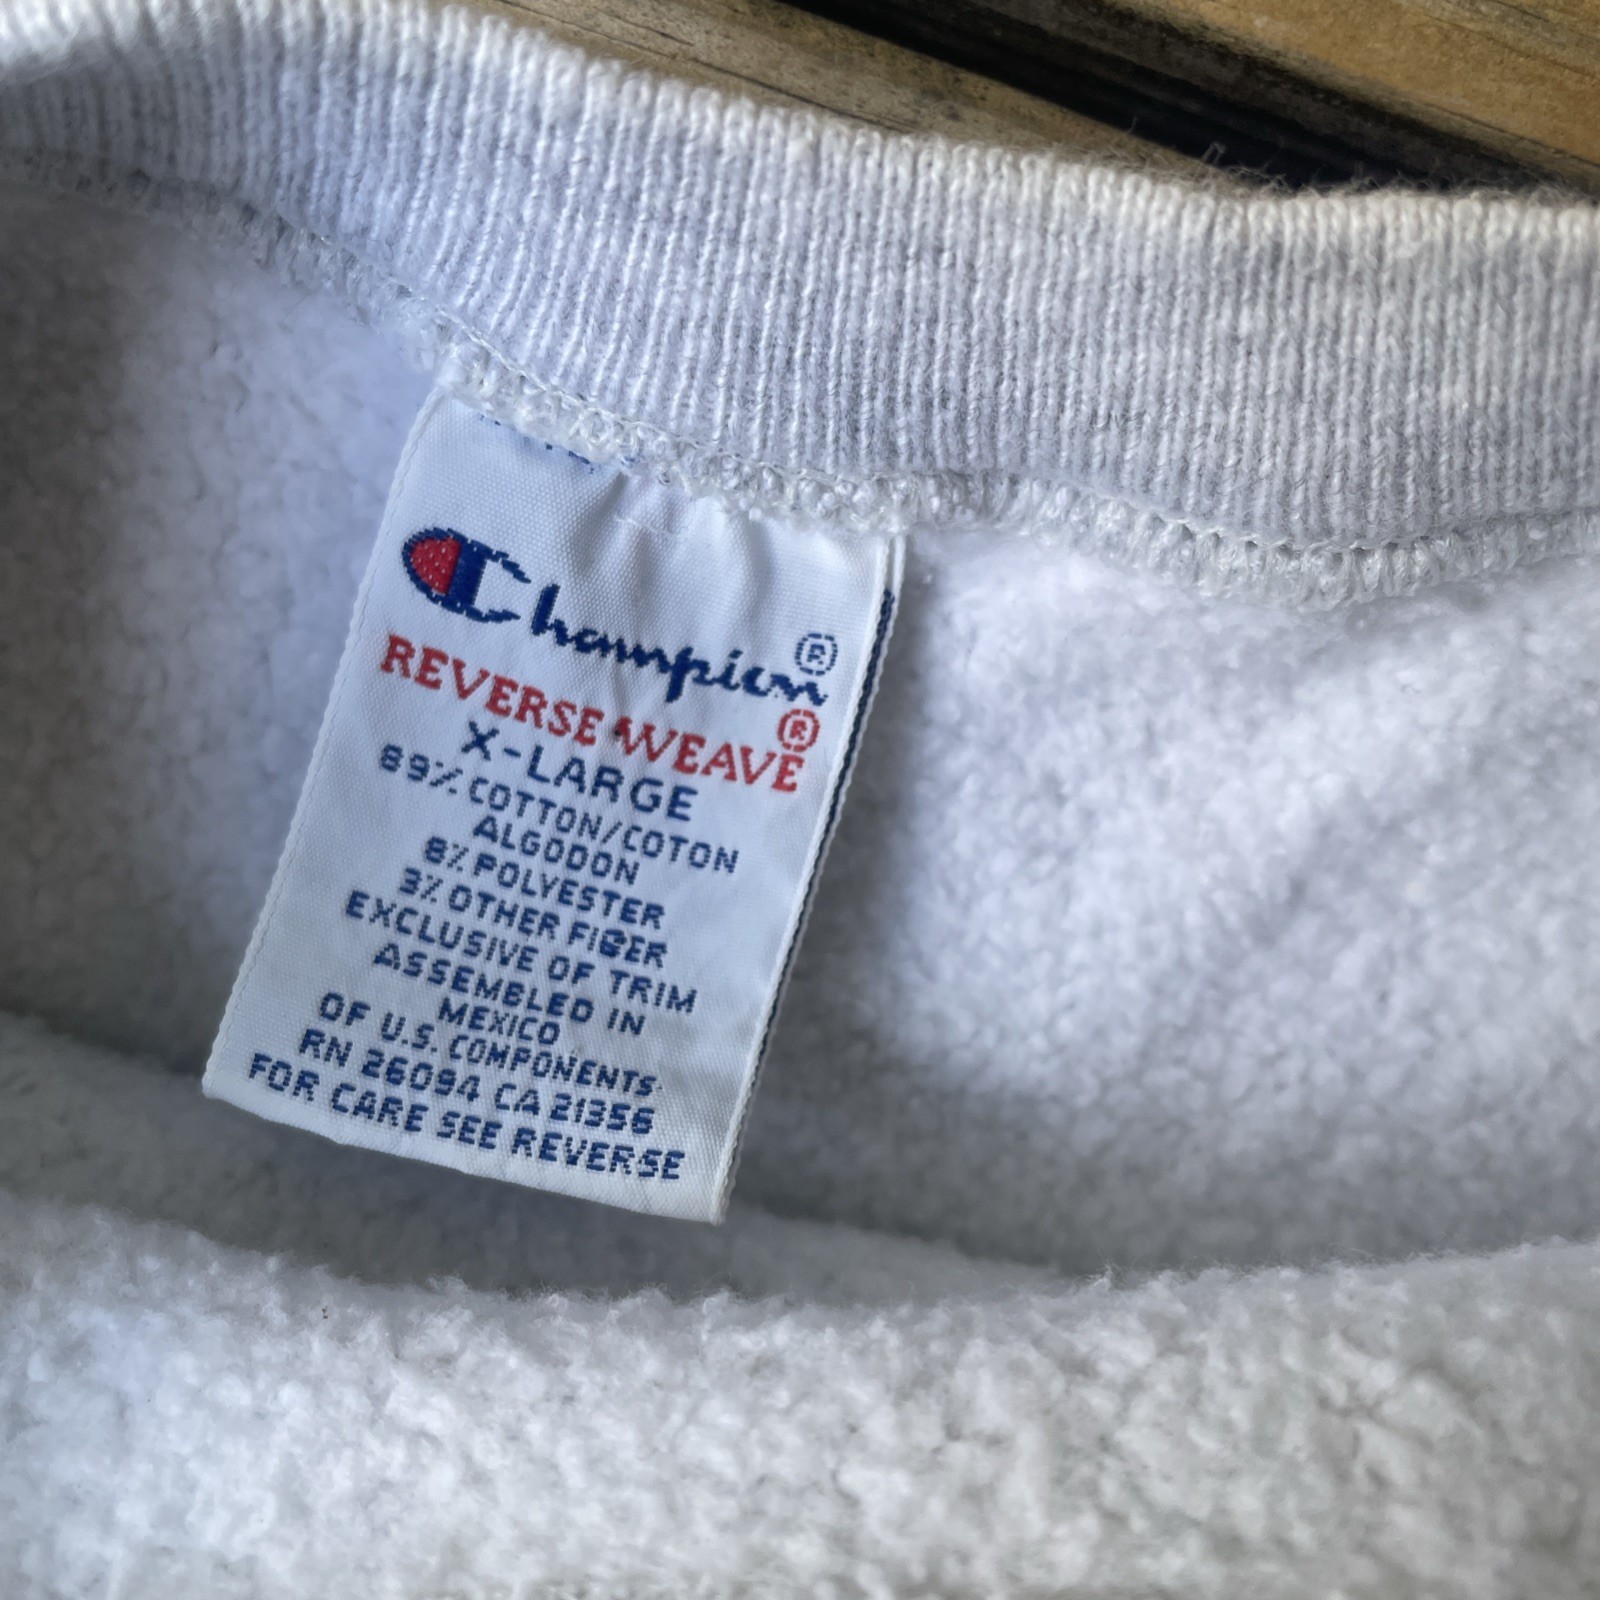 Champion®
REVERSE WEAVE®
X-LARGE
89% COTTON/COTON
ALGODON
8% POLYESTER
3% OTHER FIBER
EXCLUSIVE OF TRIM
ASSEMBLED IN
MEXICO
OF U.S. COMPONENTS
RN 26094 CA 21356
FOR CARE SEE REVERSE